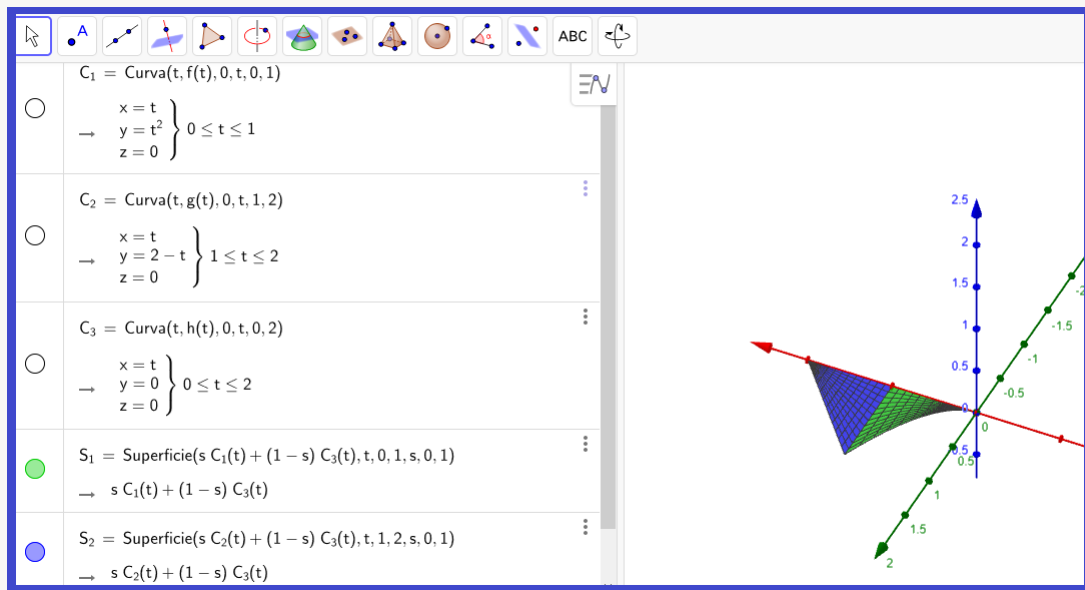 A
ABC
C₁ = Curva(t, f(t), 0, t, 0, 1)
x = t
→ y = t² } 0 ≤ t ≤ 1
z = 0
C₂ = Curva(t, g(t), 0, t, 1, 2)
x = t
→ y = 2 − t } 1 ≤ t ≤ 2
z = 0
C₃ = Curva(t, h(t), 0, t, 0, 2)
x = t
→ y = 0 } 0 ≤ t ≤ 2
z = 0
S₁ = Superficie(s C₁(t) + (1 − s) C₃(t), t, 0, 1, s, 0, 1)
→ s C₁(t) + (1 − s) C₃(t)
S₂ = Superficie(s C₂(t) + (1 − s) C₃(t), t, 1, 2, s, 0, 1)
→ s C₂(t) + (1 − s) C₃(t)
2.5
2
1.5
1
0.5
0
0.5
-1.5
-1
-0.5
0
0.5
1
1.5
2